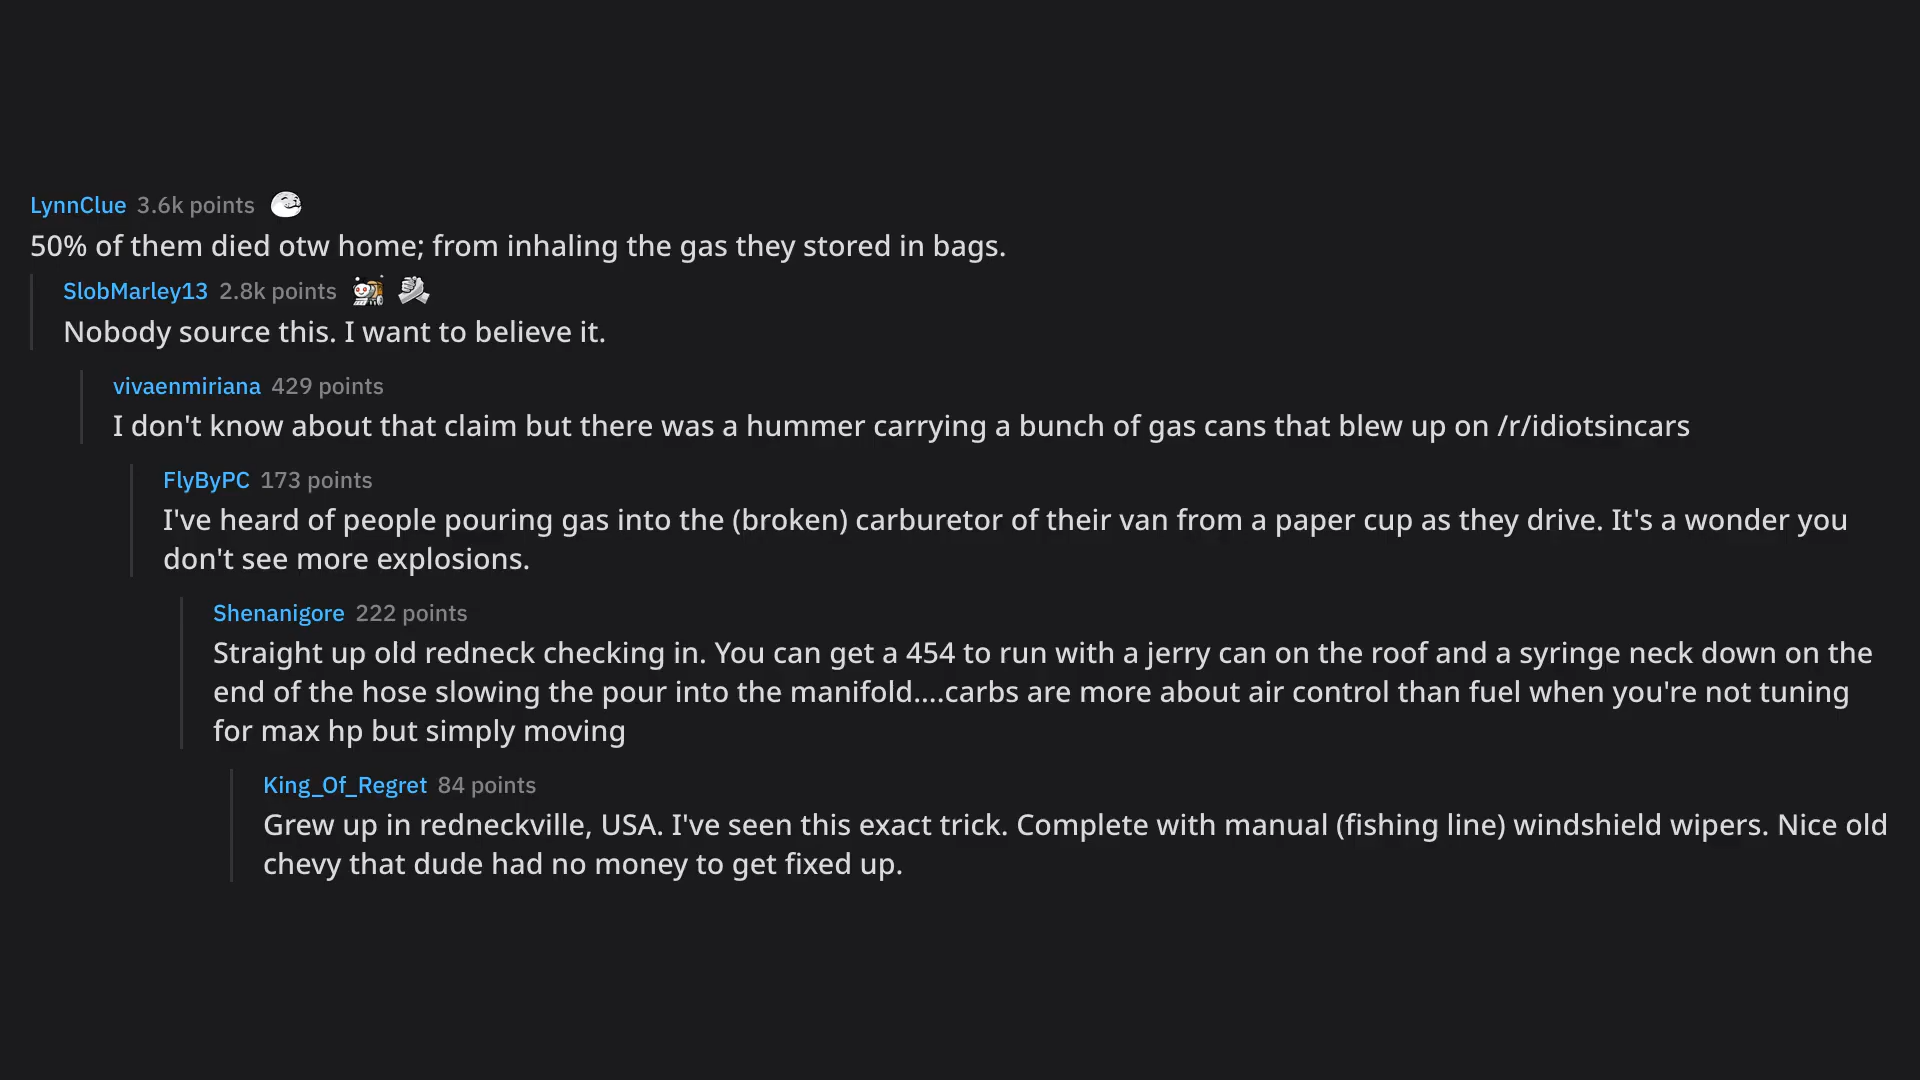 LynnClue 3.6k points
50% of them died otw home; from inhaling the gas they stored in bags.
SlobMarley13 2.8k points
Nobody source this. I want to believe it.
vivaenmiriana 429 points
I don't know about that claim but there was a hummer carrying a bunch of gas cans that blew up on /r/idiotsincars
FlyByPC 173 points
I've heard of people pouring gas into the (broken) carburetor of their van from a paper cup as they drive. It's a wonder you
don't see more explosions.
Shenanigore 222 points
Straight up old redneck checking in. You can get a 454 to run with a jerry can on the roof and a syringe neck down on the
end of the hose slowing the pour into the manifold....carbs are more about air control than fuel when you're not tuning
for max hp but simply moving
King_Of_Regret 84 points
Grew up in redneckville, USA. I've seen this exact trick. Complete with manual (fishing line) windshield wipers. Nice old
chevy that dude had no money to get fixed up.